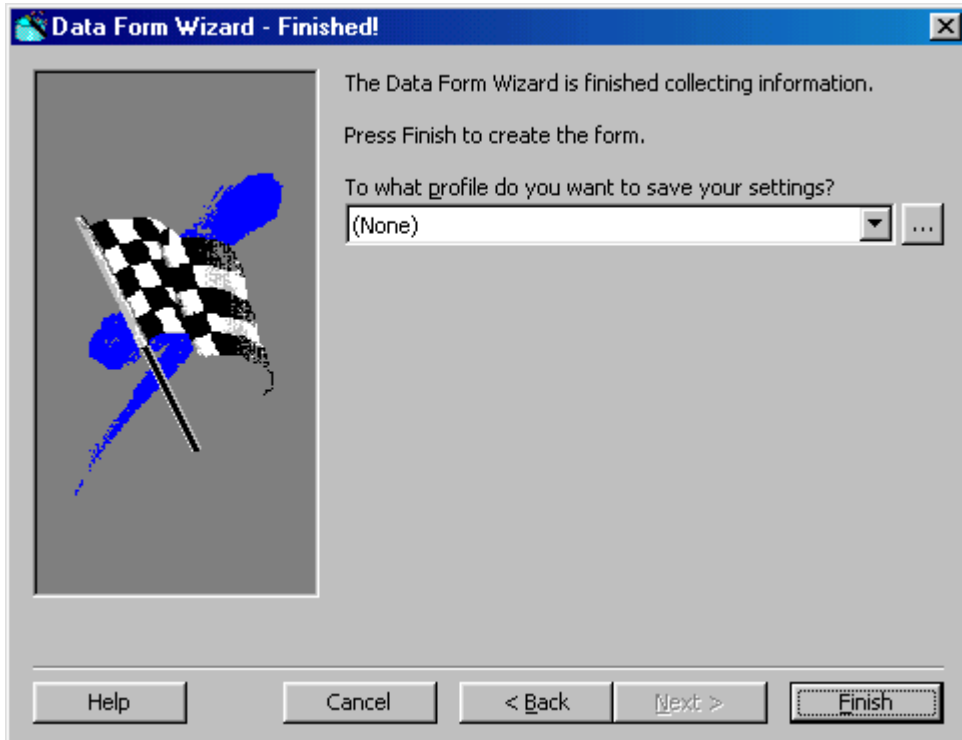 Data Form Wizard - Finished!
The Data Form Wizard is finished collecting information.
Press Finish to create the form.
To what profile do you want to save your settings?
(None)
...
Help Cancel < Back Next > Finish